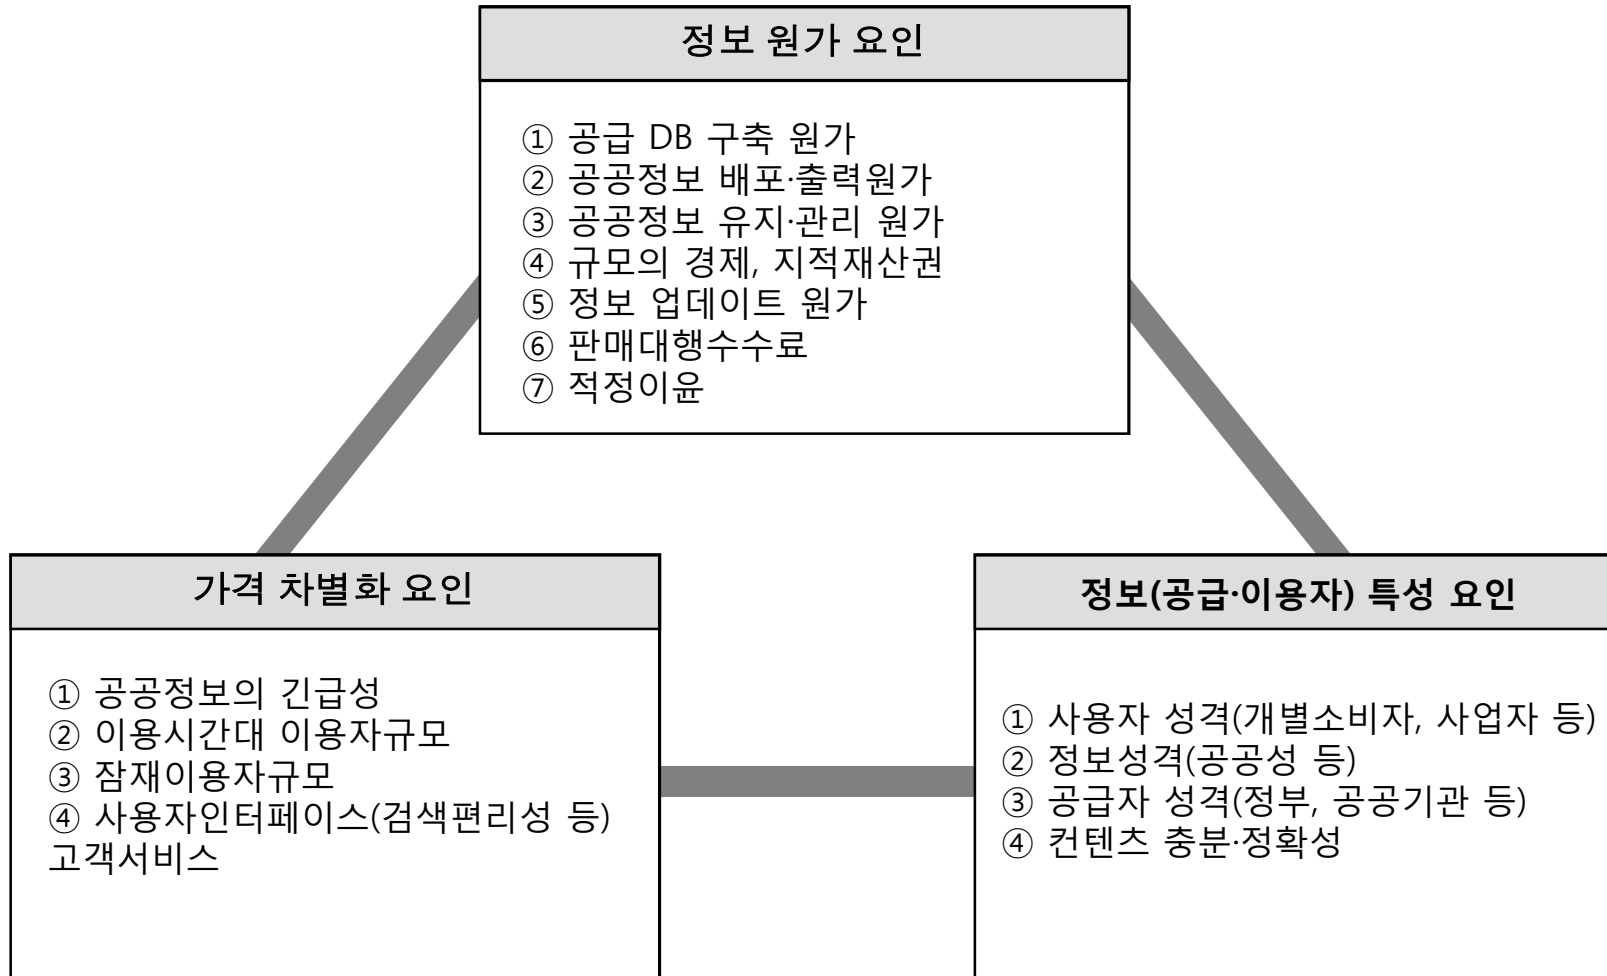 정보 원가 요인
① 공급 DB 구축 원가
② 공공정보 배포·출력원가
③ 공공정보 유지·관리 원가
④ 규모의 경제, 지적재산권
⑤ 정보 업데이트 원가
⑥ 판매대행수수료
⑦ 적정이윤
가격 차별화 요인
① 공공정보의 긴급성
② 이용시간대 이용자규모
③ 잠재이용자규모
④ 사용자인터페이스(검색편리성 등)
고객서비스
정보(공급·이용자) 특성 요인
① 사용자 성격(개별소비자, 사업자 등)
② 정보성격(공공성 등)
③ 공급자 성격(정부, 공공기관 등)
④ 컨텐츠 충분·정확성